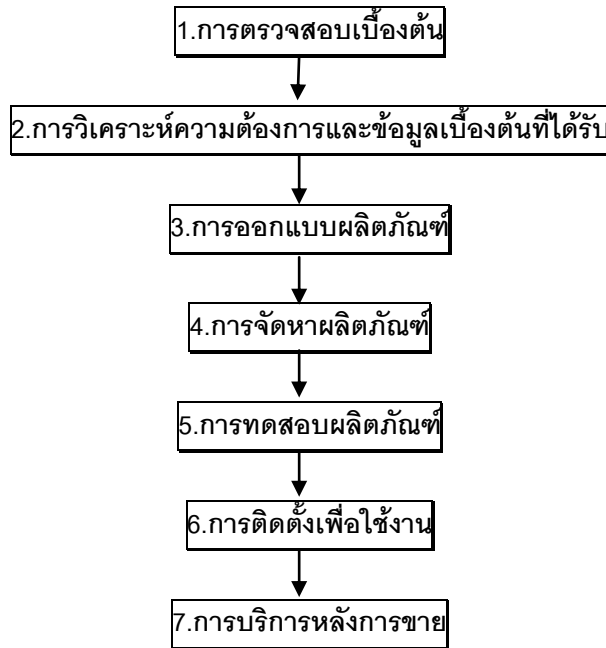 1.การตรวจสอบเบื้องต้น
2.การวิเคราะห์ความต้องการและข้อมูลเบื้องต้นที่ได้รับ
3.การออกแบบผลิตภัณฑ์
4.การจัดหาผลิตภัณฑ์
5.การทดสอบผลิตภัณฑ์
6.การติดตั้งเพื่อใช้งาน
7.การบริการหลังการขาย